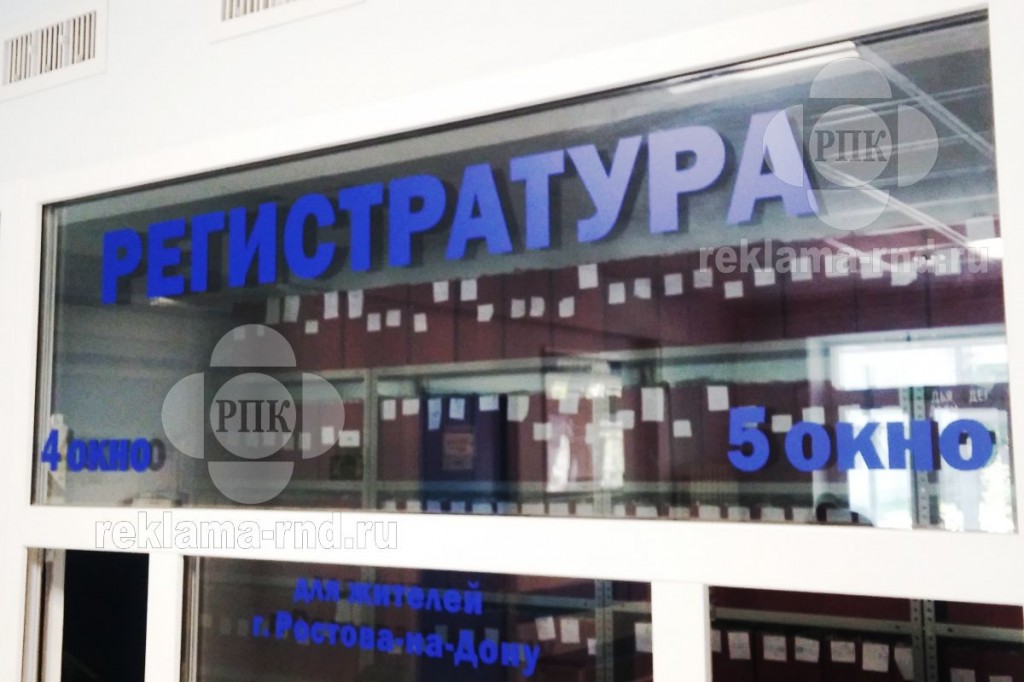 РПК
РЕГИСТРАТУРА
reklama-rnd.ru
РПК
4 окно
5 окно
reklama-rnd.ru
для жителей
г. Ростова-на-Дону